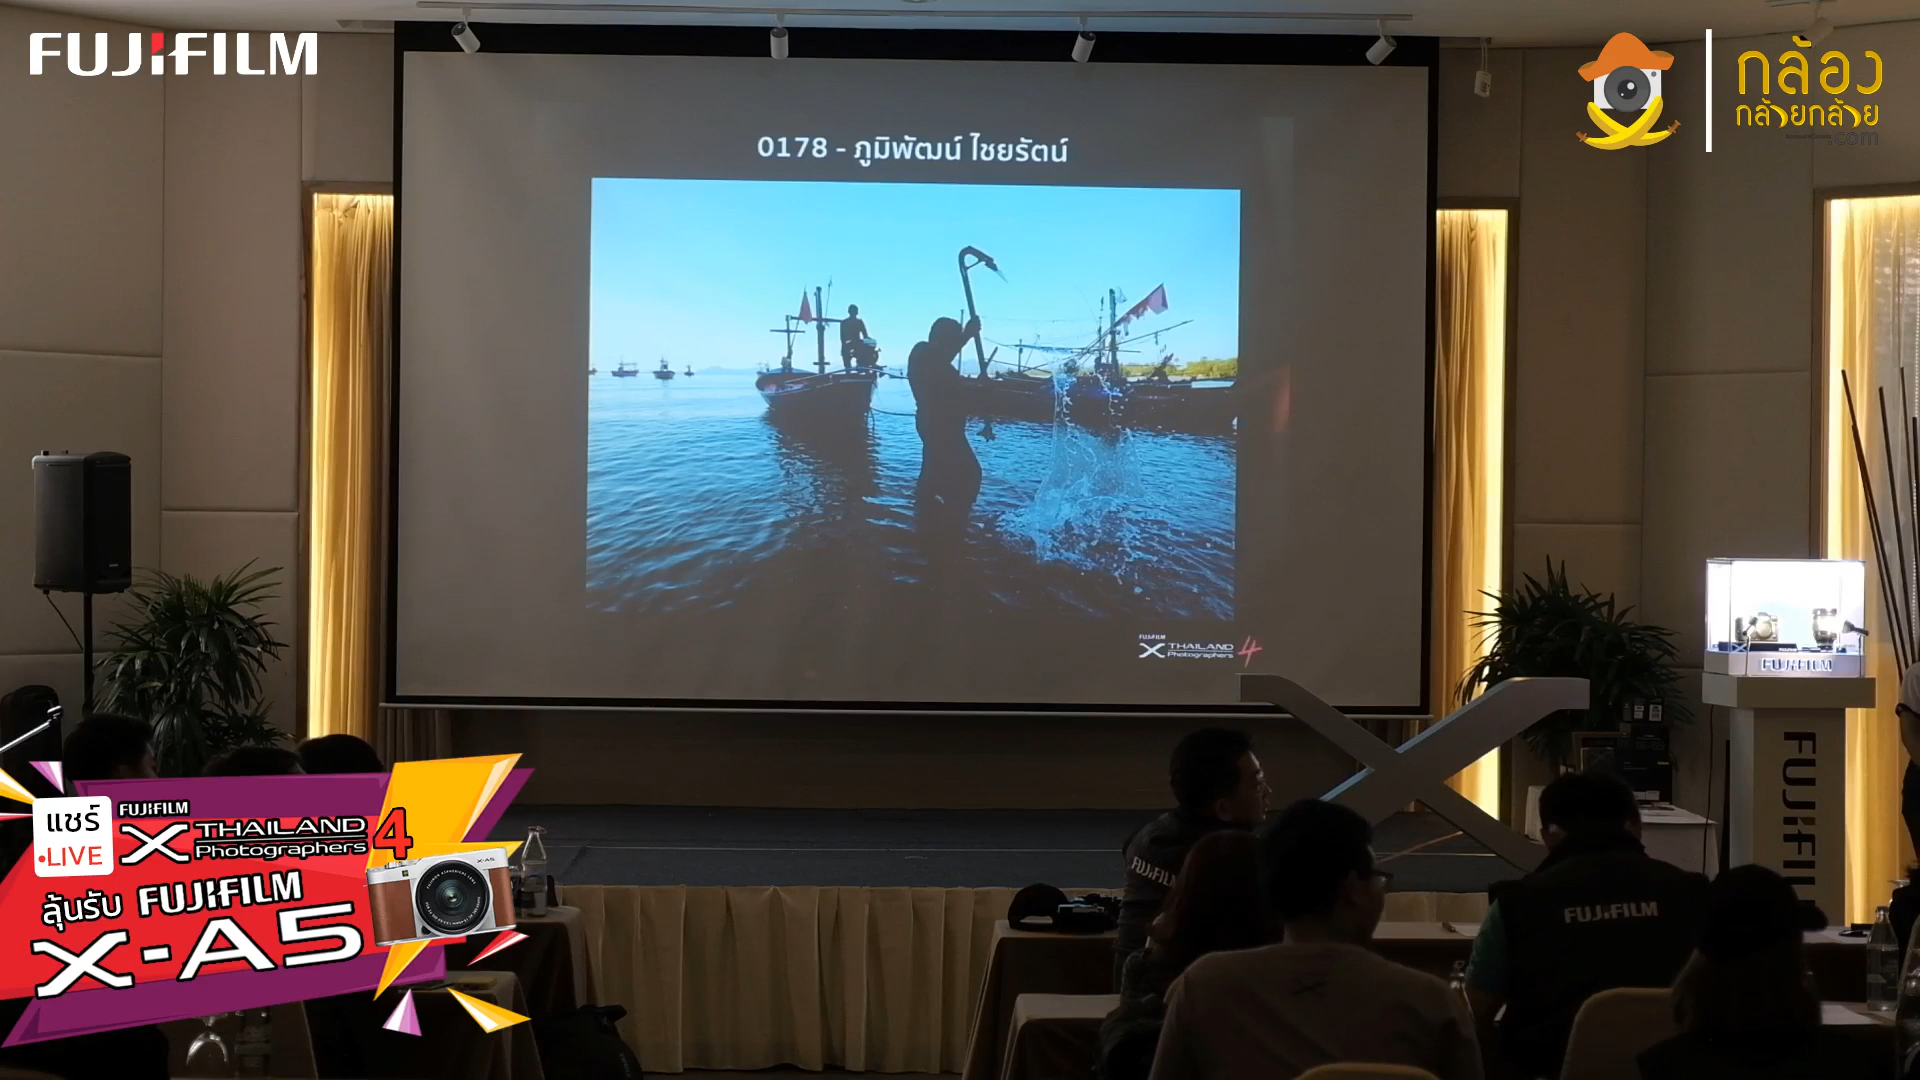 FUJIFILM
กล้อง
กล้วยกล้วย
.com
0178 - ภูมิพัฒน์ ไชยรัตน์
FUJIFILM
X THAILAND
Photographers 4
FUJIFILM
FUJIFILM
FUJIFILM
FUJIFILM
แชร์
•LIVE
FUJIFILM
X THAILAND
Photographers 4
ลุ้นรับ FUJIFILM
X-A5
X-A5